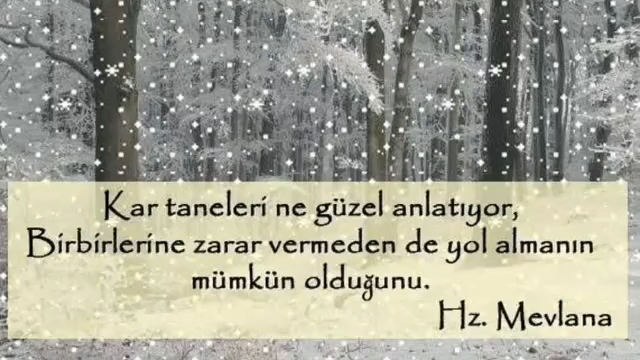 Kar taneleri ne güzel anlatıyor,
Birbirlerine zarar vermeden de yol almanın
mümkün olduğunu.
Hz. Mevlana